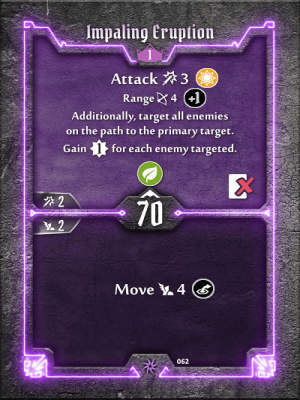 Impaling Eruption
1
Attack 3
Range 4 +1
Additionally, target all enemies
on the path to the primary target.
Gain 1 for each enemy targeted.
2
70
2
Move 4
062